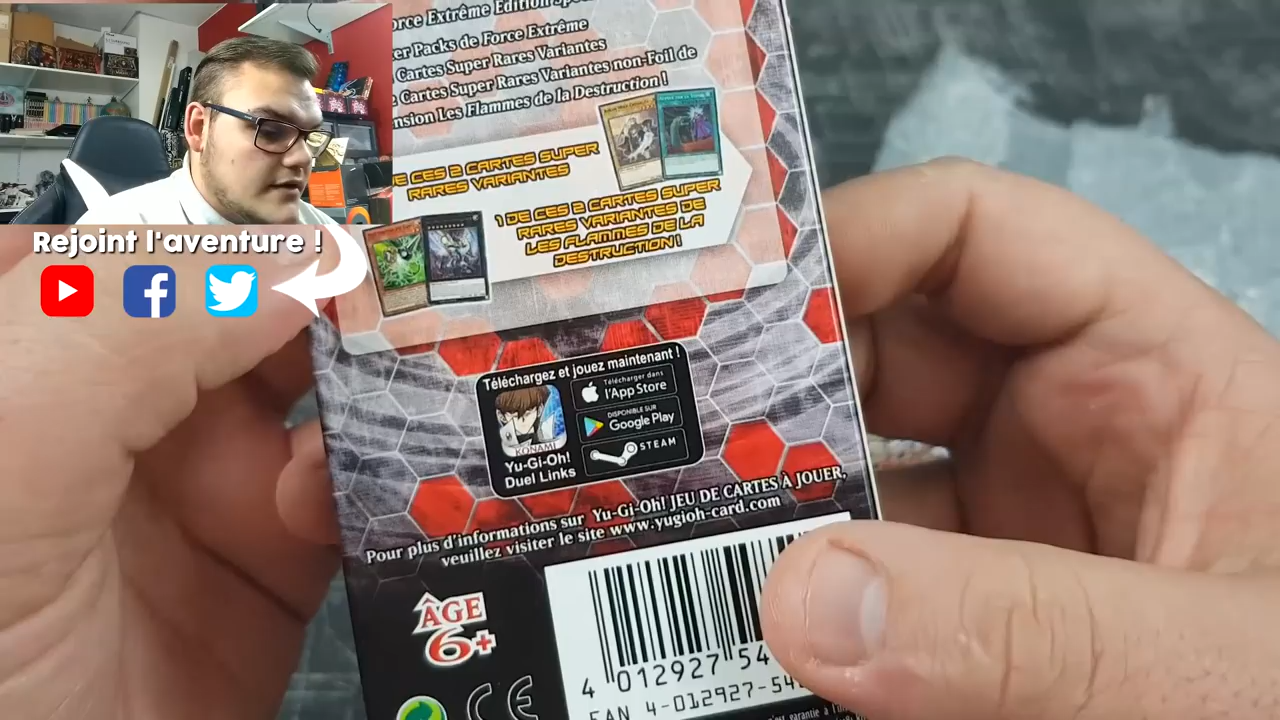 orce Extrême Edition Spé
er Packs de Force Extrême
Cartes Super Rares Variantes
Cartes Super Rares Variantes non-Foil de
nsion Les Flammes de la Destruction !
DE CES 2 CARTES SUPER
RARES VARIANTES
1 DE CES 2 CARTES SUPER
RARES VARIANTES DE
LES FLAMMES DE LA
DESTRUCTION !
Rejoint l'aventure !
Téléchargez et jouez maintenant !
Télécharger dans
l'App Store
DISPONIBLE SUR
Google Play
STEAM
KONAMI
Yu-Gi-Oh!
Duel Links
Pour plus d'informations sur Yu-Gi-Oh! JEU DE CARTES À JOUER,
veuillez visiter le site www.yugioh-card.com
ÂGE
6+
CE
4 012927 54
EAN 4-012927-54